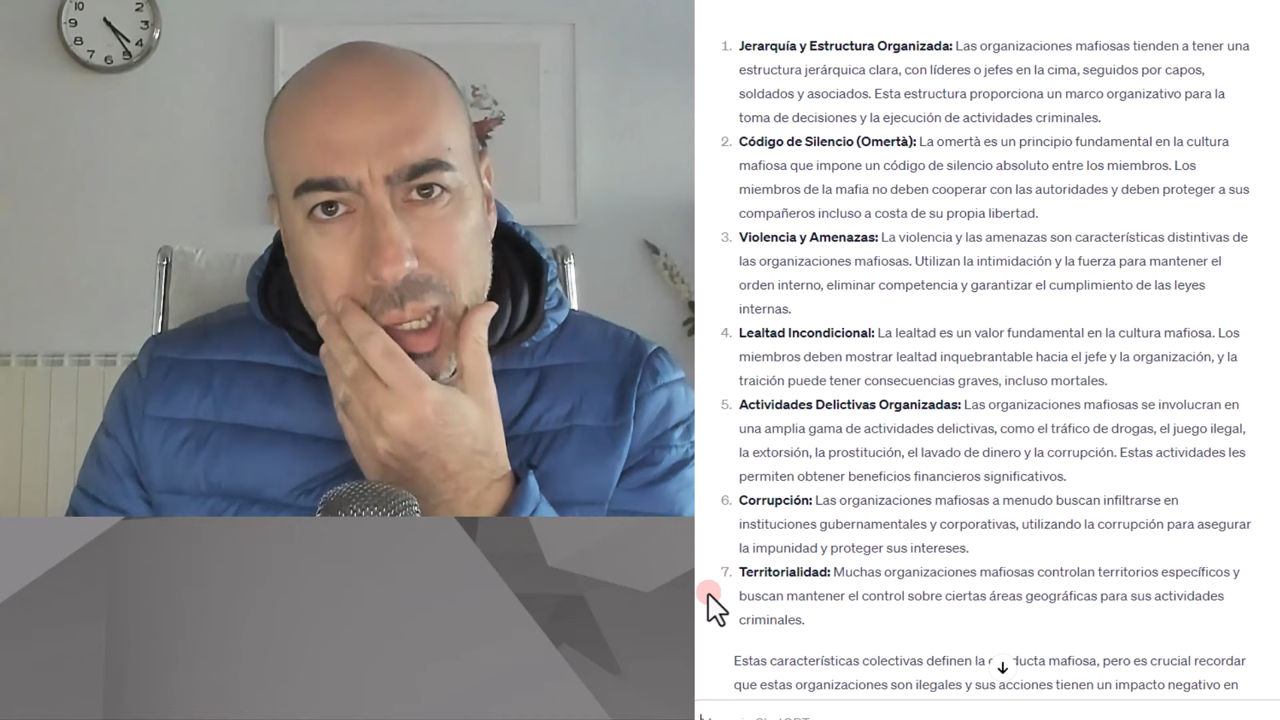 10
2
9
3
8
4
7
6
5
1. Jerarquía y Estructura Organizada: Las organizaciones mafiosas tienden a tener una
estructura jerárquica clara, con líderes o jefes en la cima, seguidos por capos,
soldados y asociados. Esta estructura proporciona un marco organizativo para la
toma de decisiones y la ejecución de actividades criminales.
2. Código de Silencio (Omertà): La omertà es un principio fundamental en la cultura
mafiosa que impone un código de silencio absoluto entre los miembros. Los
miembros de la mafia no deben cooperar con las autoridades y deben proteger a sus
compañeros incluso a costa de su propia libertad.
3. Violencia y Amenazas: La violencia y las amenazas son características distintivas de
las organizaciones mafiosas. Utilizan la intimidación y la fuerza para mantener el
orden interno, eliminar competencia y garantizar el cumplimiento de las leyes
internas.
4. Lealtad Incondicional: La lealtad es un valor fundamental en la cultura mafiosa. Los
miembros deben mostrar lealtad inquebrantable hacia el jefe y la organización, y la
traición puede tener consecuencias graves, incluso mortales.
5. Actividades Delictivas Organizadas: Las organizaciones mafiosas se involucran en
una amplia gama de actividades delictivas, como el tráfico de drogas, el juego ilegal,
la extorsión, la prostitución, el lavado de dinero y la corrupción. Estas actividades les
permiten obtener beneficios financieros significativos.
6. Corrupción: Las organizaciones mafiosas a menudo buscan infiltrarse en
instituciones gubernamentales y corporativas, utilizando la corrupción para asegurar
la impunidad y proteger sus intereses.
7. Territorialidad: Muchas organizaciones mafiosas controlan territorios específicos y
buscan mantener el control sobre ciertas áreas geográficas para sus actividades
criminales.
Estas características colectivas definen la conducta mafiosa, pero es crucial recordar
que estas organizaciones son ilegales y sus acciones tienen un impacto negativo en